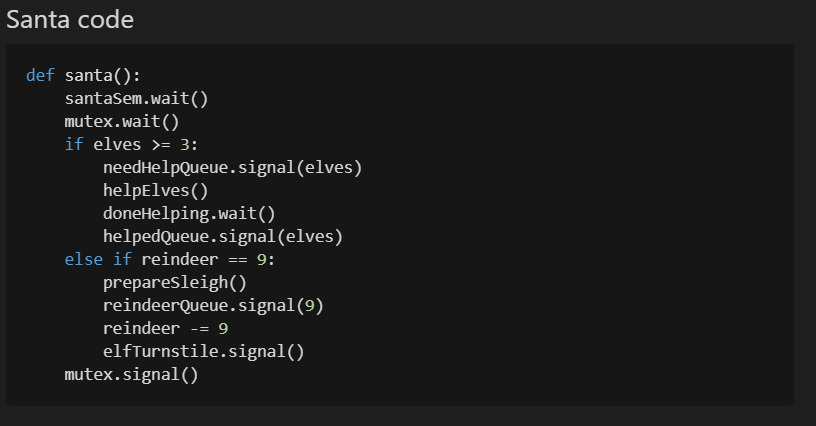 Santa code
def santa():
    santaSem.wait()
    mutex.wait()
    if elves >= 3:
        needHelpQueue.signal(elves)
        helpElves()
        doneHelping.wait()
        helpedQueue.signal(elves)
    else if reindeer == 9:
        prepareSleigh()
        reindeerQueue.signal(9)
        reindeer -= 9
        elfTurnstile.signal()
    mutex.signal()